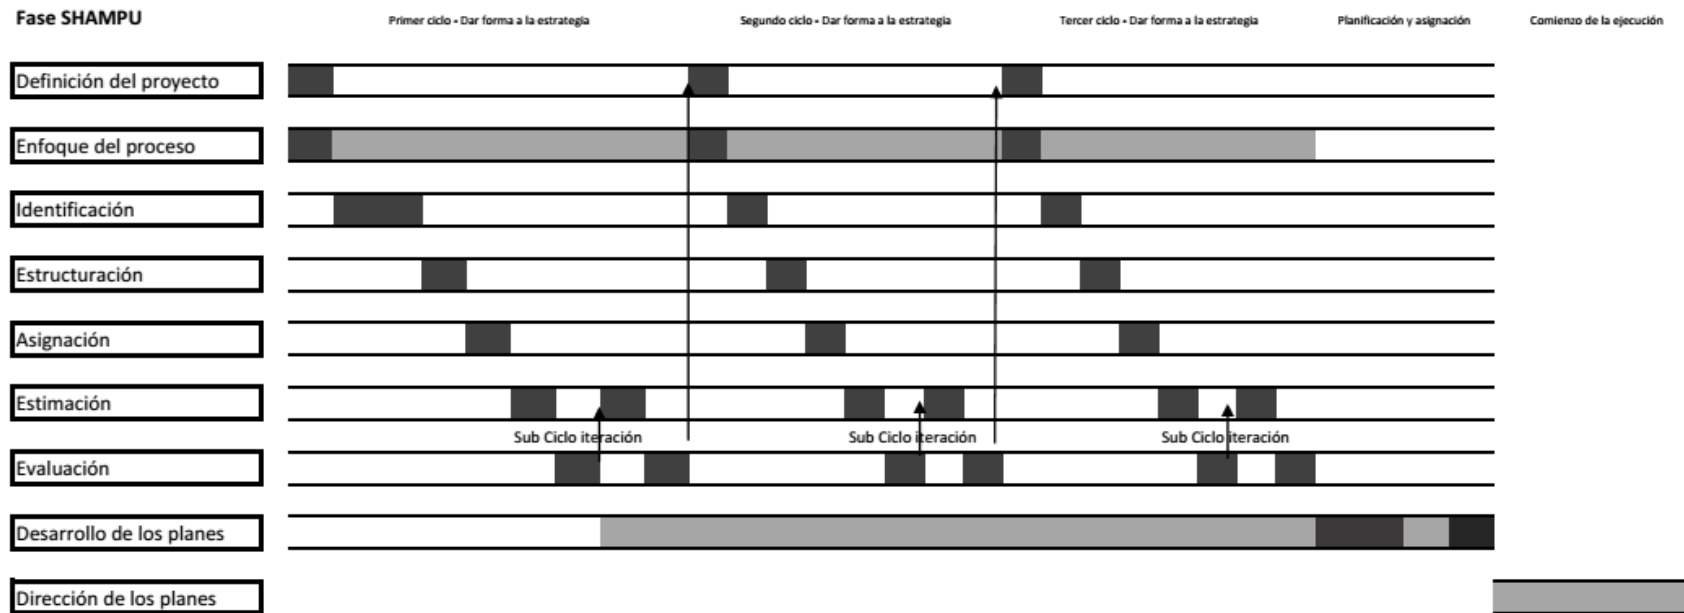 Fase SHAMPU
Primer ciclo - Dar forma a la estrategia
Segundo ciclo - Dar forma a la estrategia
Tercer ciclo - Dar forma a la estrategia
Planificación y asignación
Comienzo de la ejecución
Definición del proyecto
Enfoque del proceso
Identificación
Estructuración
Asignación
Estimación
Sub Ciclo iteración
Sub Ciclo iteración
Sub Ciclo iteración
Evaluación
Desarrollo de los planes
Dirección de los planes